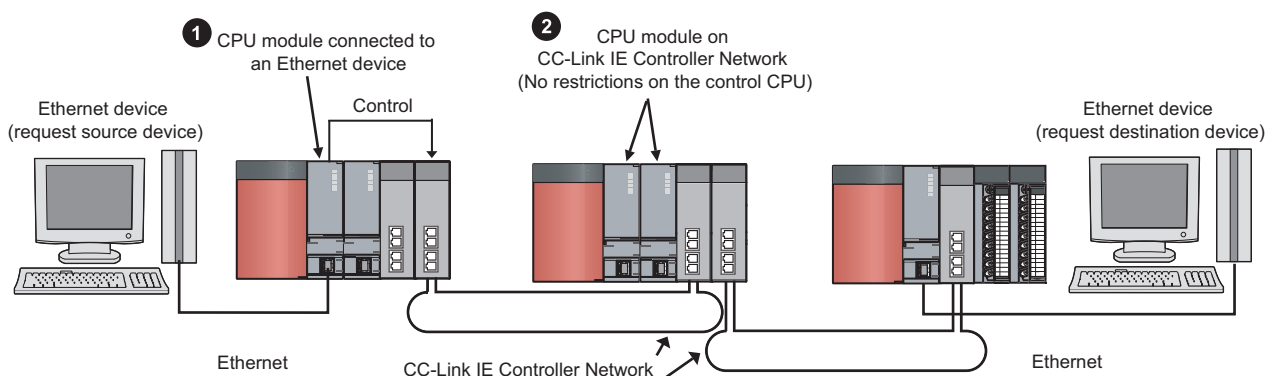 1
CPU module connected to
an Ethernet device
2
CPU module on
CC-Link IE Controller Network
(No restrictions on the control CPU)
Control
Ethernet device
(request source device)
Ethernet device
(request destination device)
Ethernet
CC-Link IE Controller Network
Ethernet